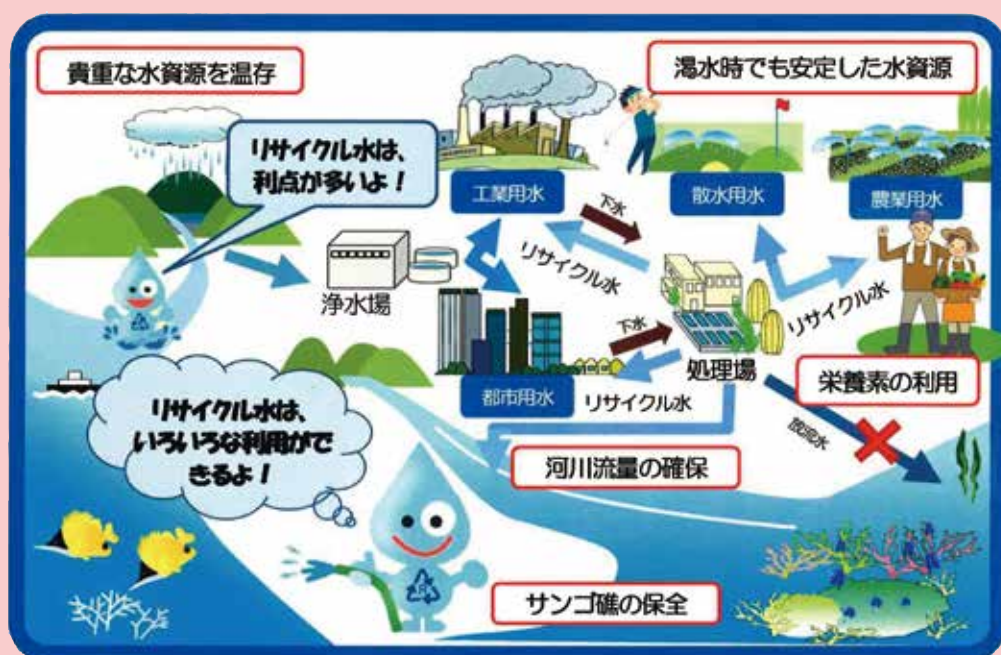 貴重な水資源を温存
渇水時でも安定した水資源
リサイクル水は、
利点が多いよ!
工業用水
散水用水
農業用水
下水
リサイクル水
浄水場
リサイクル水
下水
処理場
栄養素の利用
都市用水
リサイクル水
放流水
リサイクル水は、
いろいろな利用がで
きるよ!
河川流量の確保
サンゴ礁の保全